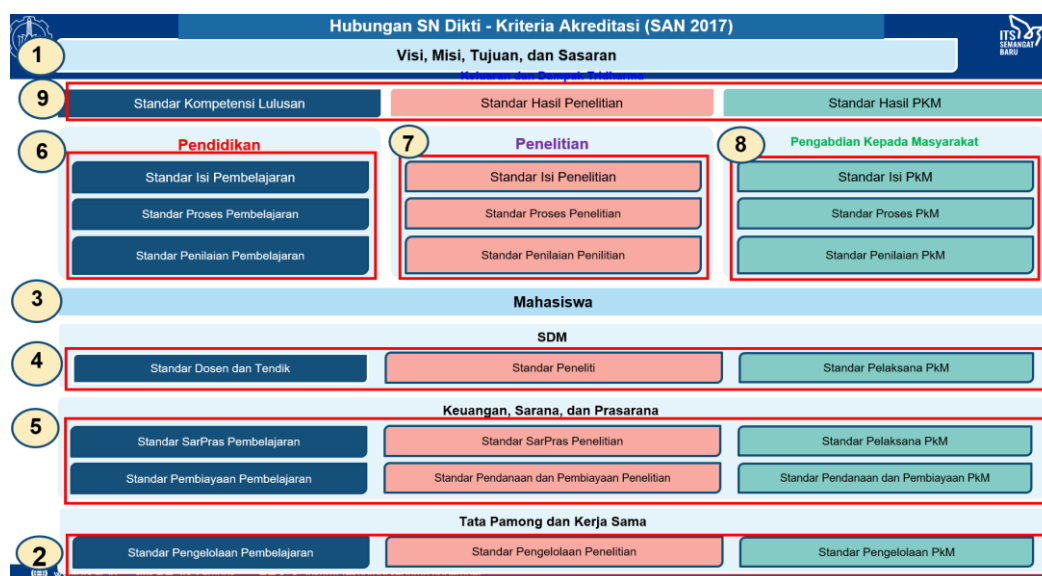 Hubungan SN Dikti - Kriteria Akreditasi (SAN 2017)
ITS
SEMANGAT
BARU
1
Visi, Misi, Tujuan, dan Sasaran
Keluaran dan Dampak Tridharma
9
Standar Kompetensi Lulusan
Standar Hasil Penelitian
Standar Hasil PKM
6
Pendidikan
Standar Isi Pembelajaran
Standar Proses Pembelajaran
Standar Penilaian Pembelajaran
7
Penelitian
Standar Isi Penelitian
Standar Proses Penelitian
Standar Penilaian Penilitian
8
Pengabdian Kepada Masyarakat
Standar Isi PkM
Standar Proses PkM
Standar Penilaian PkM
3
Mahasiswa
SDM
4
Standar Dosen dan Tendik
Standar Peneliti
Standar Pelaksana PkM
Keuangan, Sarana, dan Prasarana
5
Standar SarPras Pembelajaran
Standar SarPras Penelitian
Standar Pelaksana PkM
Standar Pembiayaan Pembelajaran
Standar Pendanaan dan Pembiayaan Penelitian
Standar Pendanaan dan Pembiayaan PkM
Tata Pamong dan Kerja Sama
2
Standar Pengelolaan Pembelajaran
Standar Pengelolaan Penelitian
Standar Pengelolaan PkM